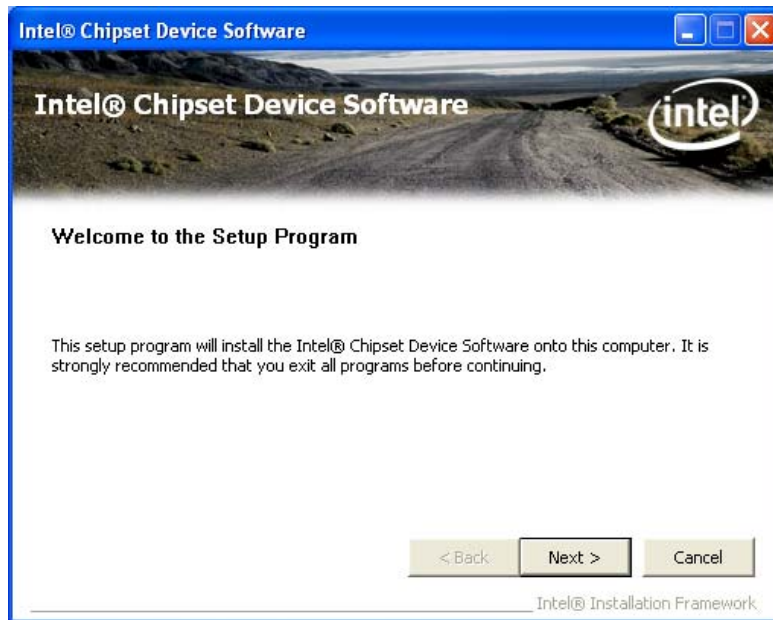 Intel® Chipset Device Software
Intel® Chipset Device Software
intel
Welcome to the Setup Program
This setup program will install the Intel® Chipset Device Software onto this computer. It is
strongly recommended that you exit all programs before continuing.
< Back
Next >
Cancel
Intel® Installation Framework